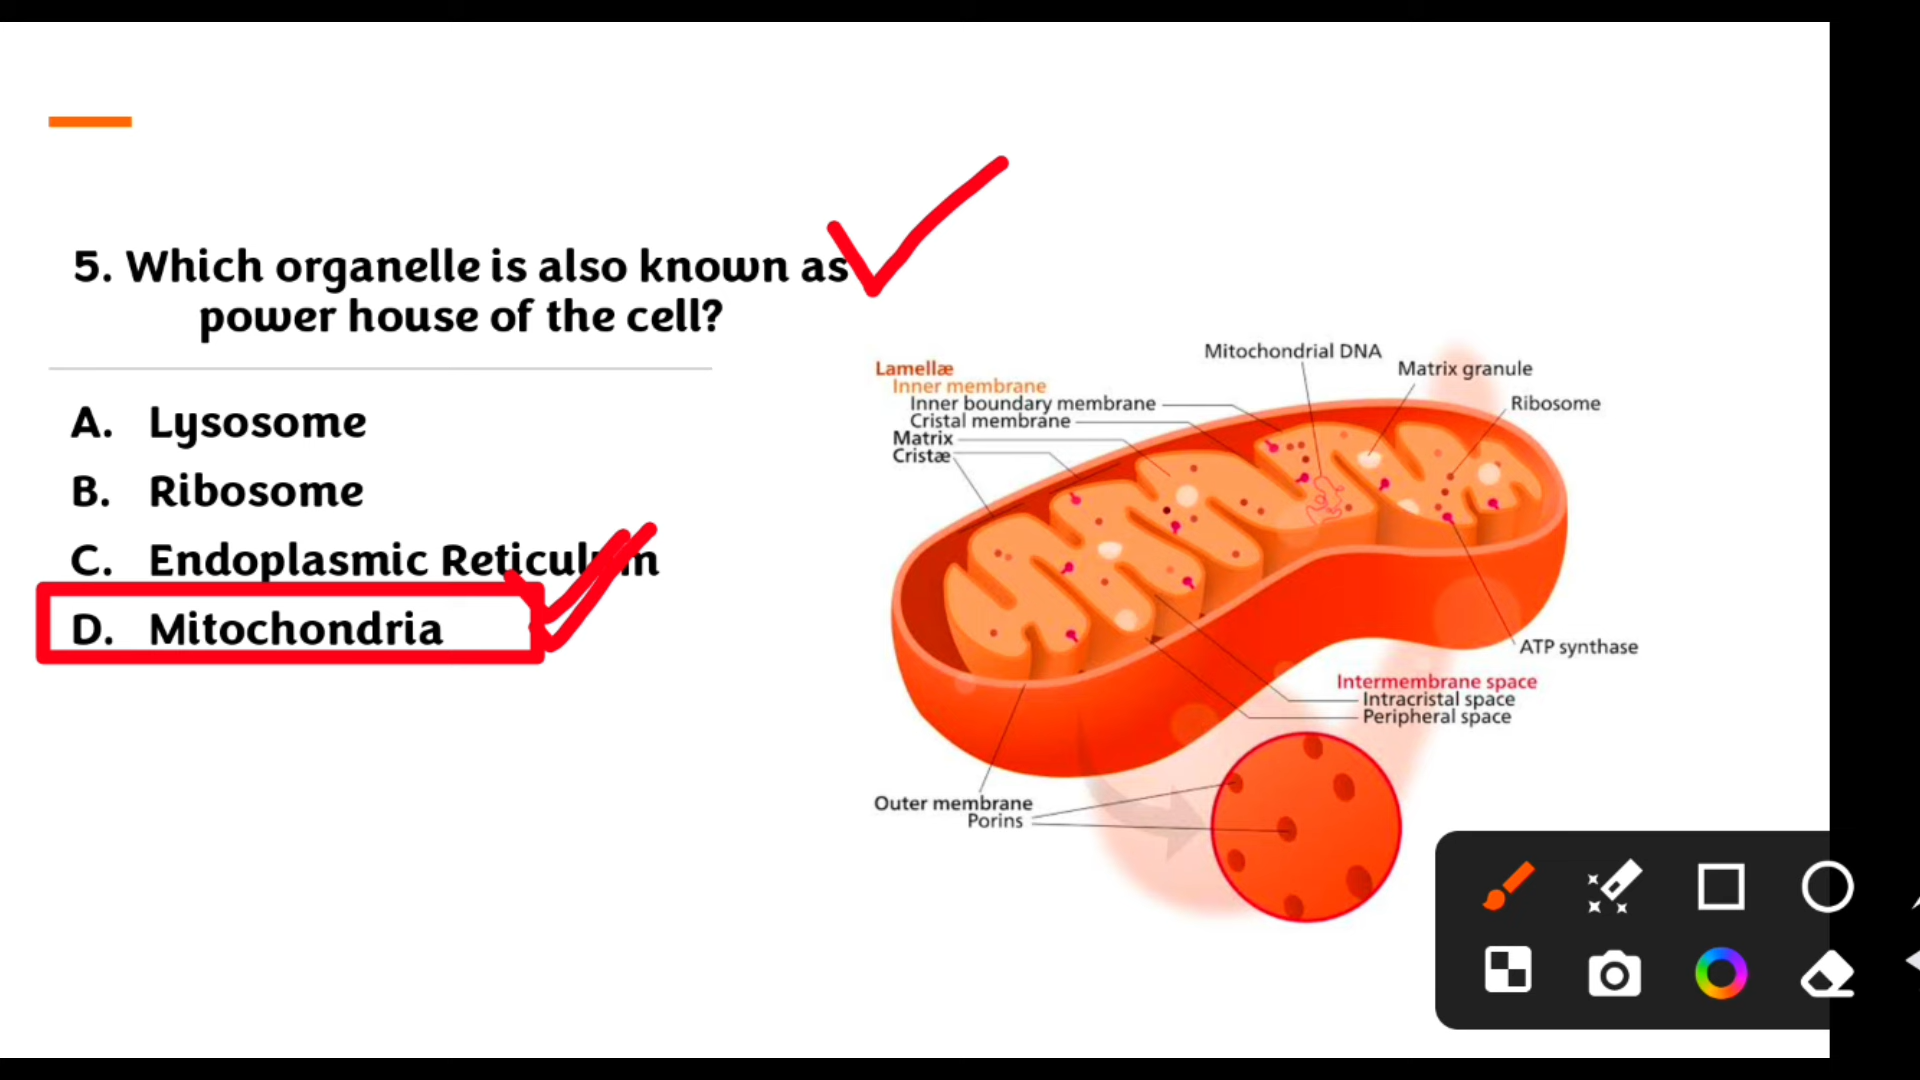 5. Which organelle is also known as
power house of the cell?
A. Lysosome
B. Ribosome
C. Endoplasmic Reticulum
D. Mitochondria
Mitochondrial DNA
Matrix granule
Ribosome
Lamellæ
Inner membrane
Inner boundary membrane
Cristal membrane
Matrix
Cristæ
ATP synthase
Intermembrane space
Intracristal space
Peripheral space
Outer membrane
Porins